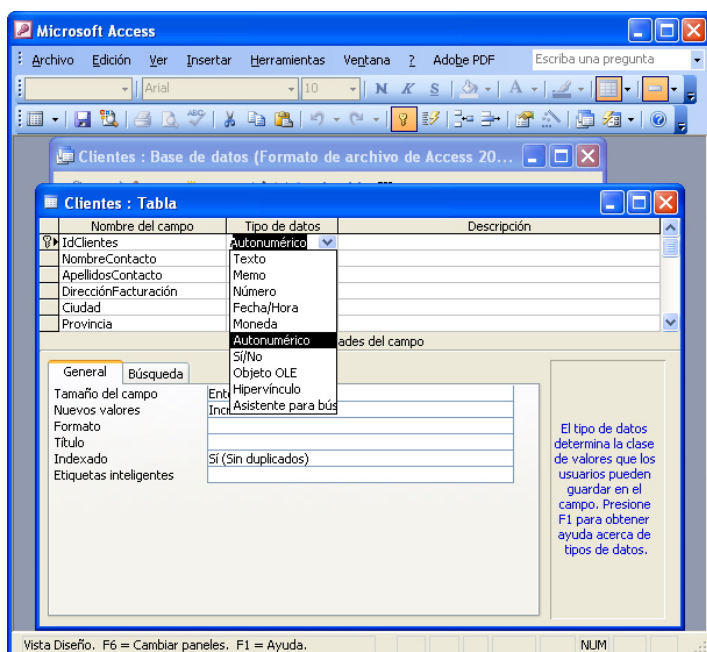 Microsoft Access
Archivo Edición Ver Insertar Herramientas Ventana ? Adobe PDF Escriba una pregunta
Arial 10 N K S A
Clientes : Base de datos (Formato de archivo de Access 20...
Clientes : Tabla
Nombre del campo Tipo de datos Descripción
IdClientes Autonumérico
NombreContacto Texto
ApellidosContacto Memo
DirecciónFacturación Número
Ciudad Fecha/Hora
Provincia Moneda
Autonumérico ades del campo
Sí/No
General Búsqueda Objeto OLE
Tamaño del campo Ent Hipervínculo
Nuevos valores Incr Asistente para bús
Formato
Título
Indexado Sí (Sin duplicados)
Etiquetas inteligentes
El tipo de datos
determina la clase
de valores que los
usuarios pueden
guardar en el
campo. Presione
F1 para obtener
ayuda acerca de
tipos de datos.
Vista Diseño. F6 = Cambiar paneles. F1 = Ayuda. NUM